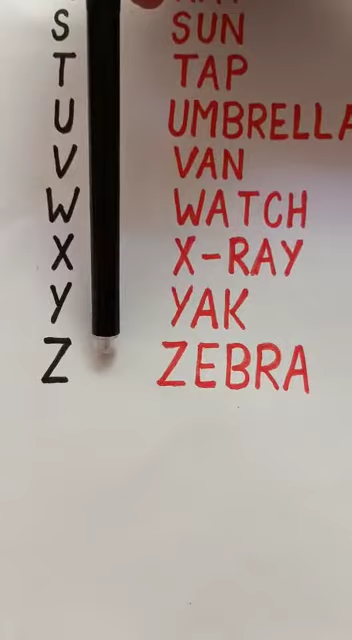 S SUN
T TAP
U UMBRELLA
V VAN
W WATCH
X X-RAY
Y YAK
Z ZEBRA